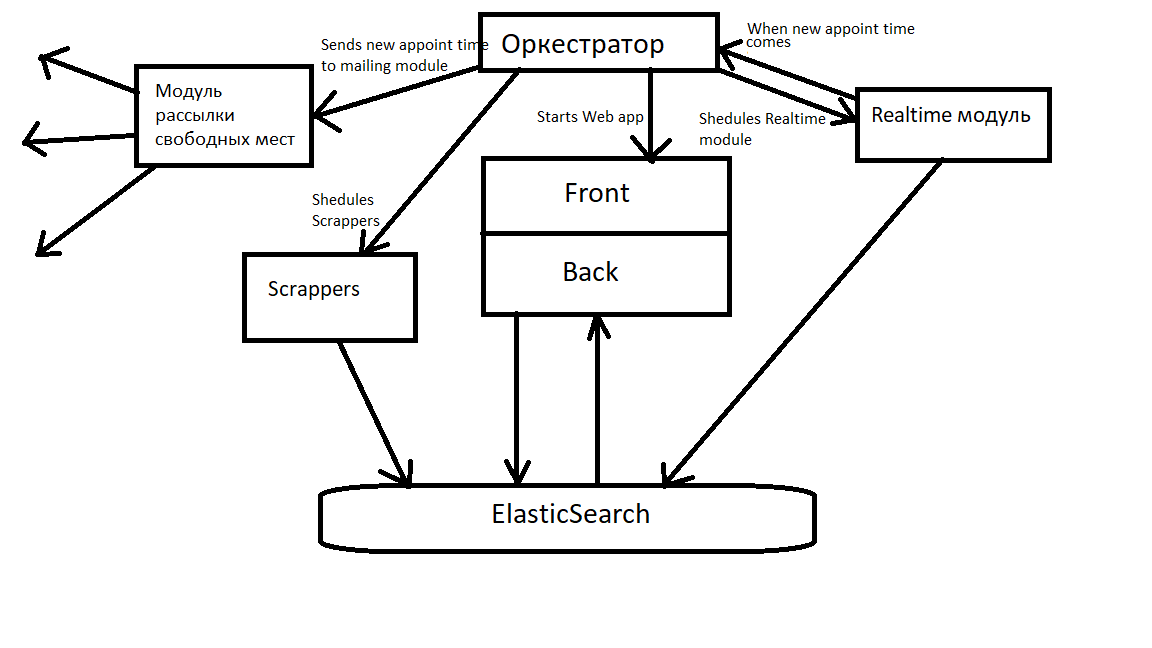 Sends new appoint time
to mailing module
Оркестратор
When new appoint time
comes
Модуль
рассылки
свободных мест
Starts Web app
Shedules Realtime
module
Realtime модуль
Shedules
Scrappers
Front
Back
Scrappers
ElasticSearch